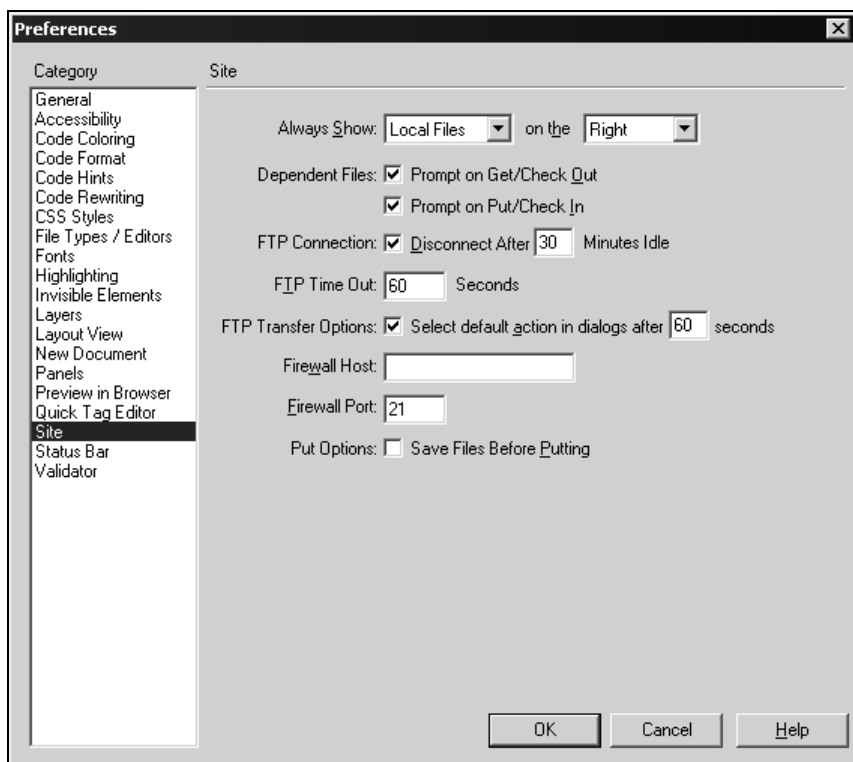 Preferences
Category
General
Accessibility
Code Coloring
Code Format
Code Hints
Code Rewriting
CSS Styles
File Types / Editors
Fonts
Highlighting
Invisible Elements
Layers
Layout View
New Document
Panels
Preview in Browser
Quick Tag Editor
Site
Status Bar
Validator
Site
Always Show: Local Files on the Right
Dependent Files: Prompt on Get/Check Out
Prompt on Put/Check In
FTP Connection: Disconnect After 30 Minutes Idle
FTP Time Out: 60 Seconds
FTP Transfer Options: Select default action in dialogs after 60 seconds
Firewall Host:
Firewall Port: 21
Put Options: Save Files Before Putting
OK Cancel Help